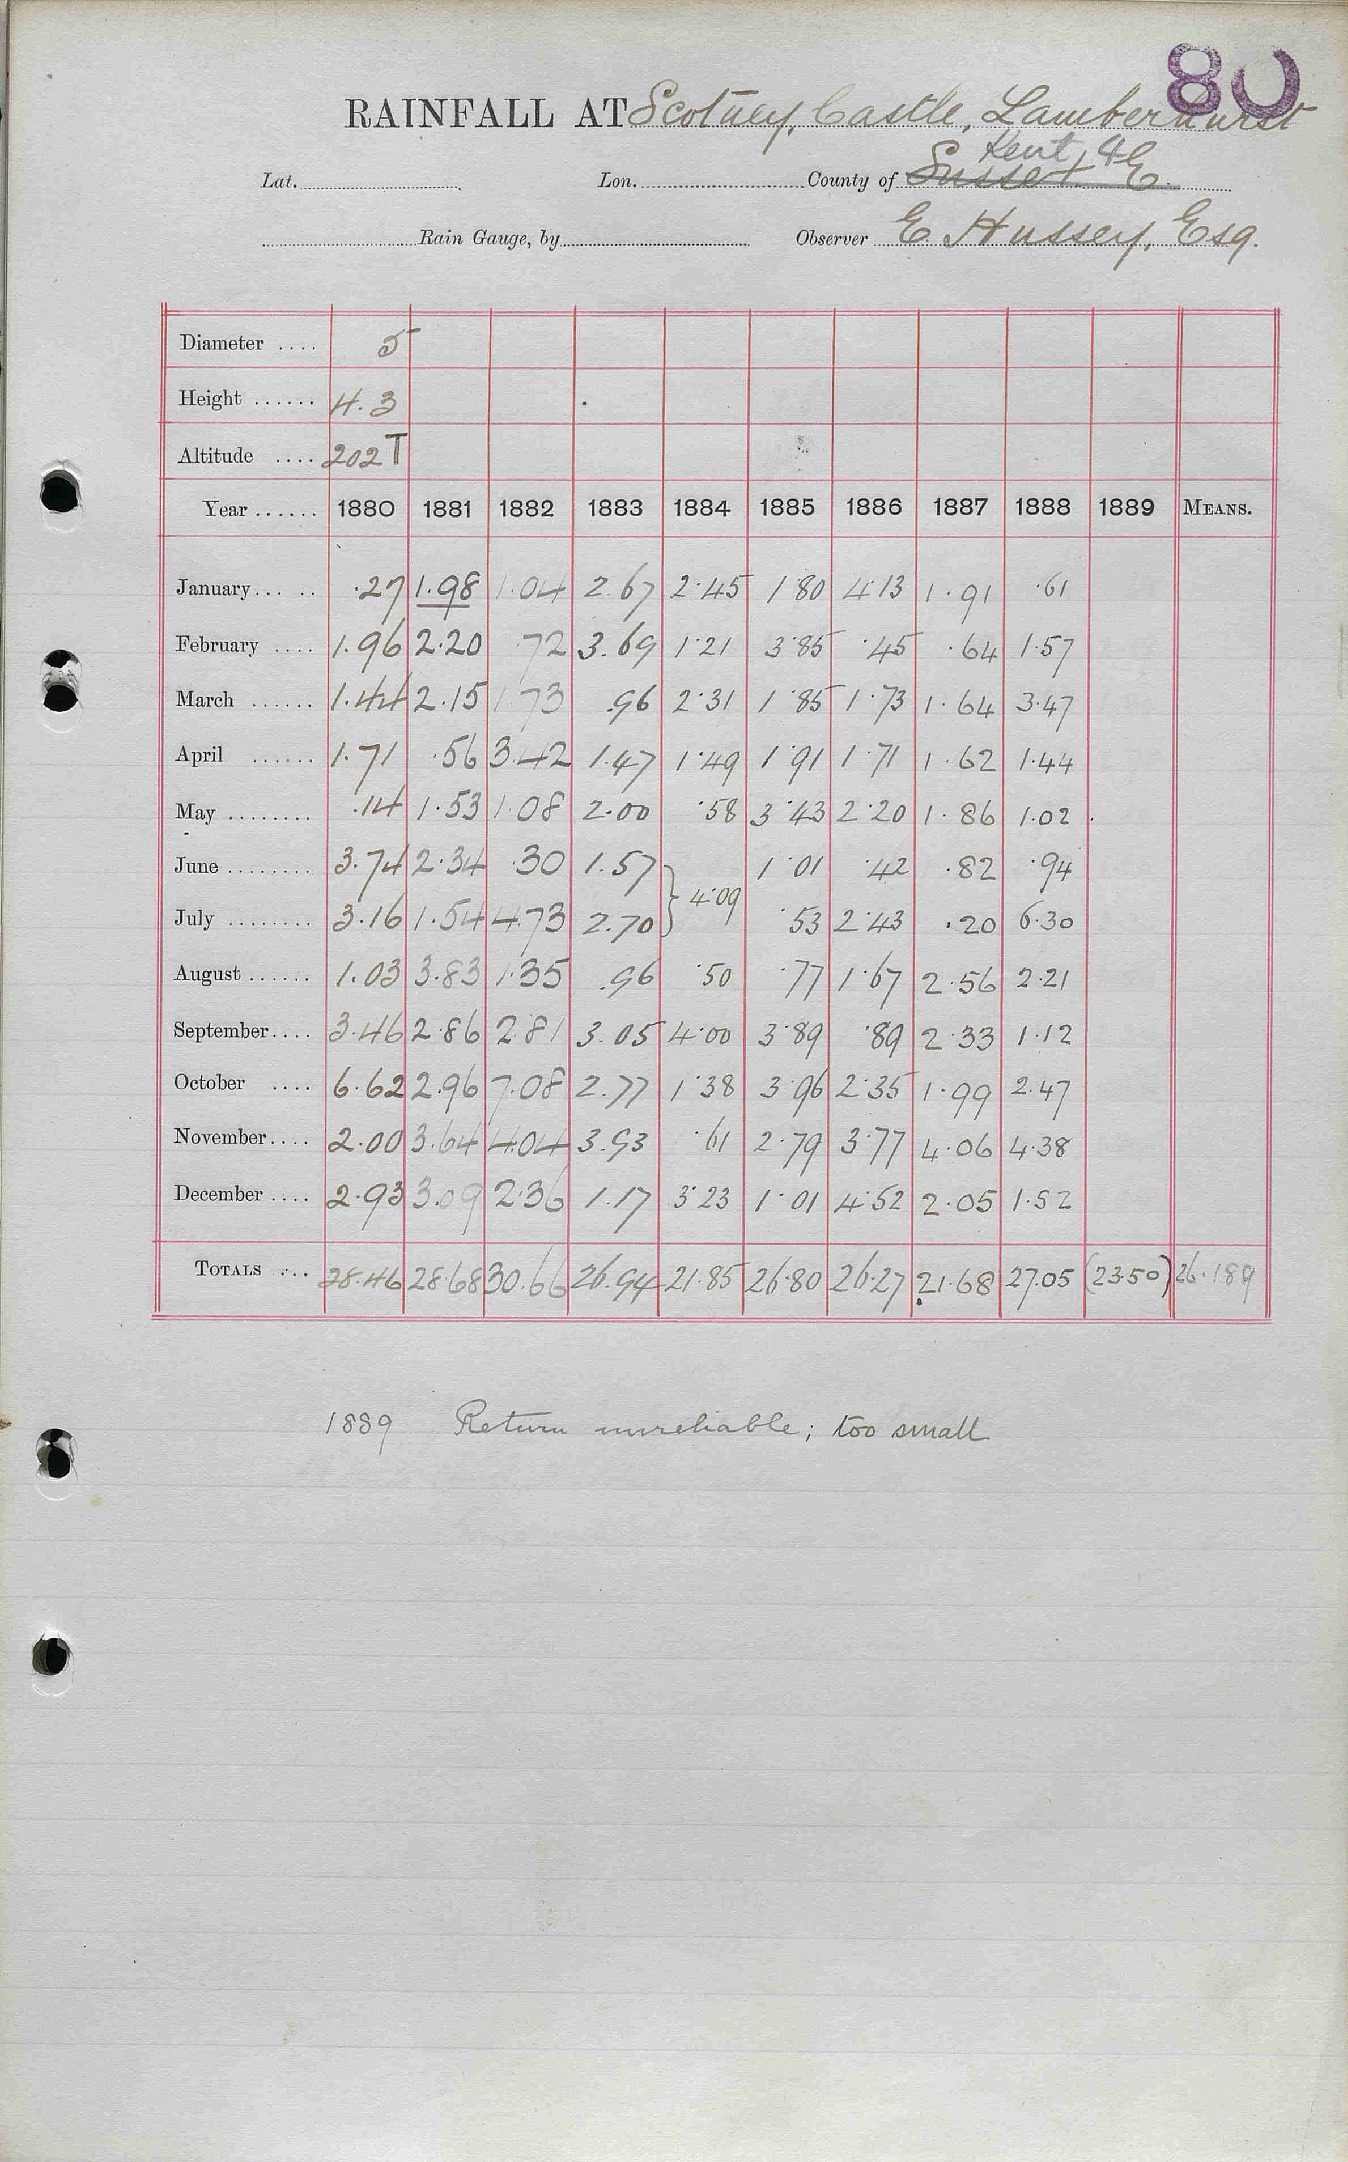 80
RAINFALL AT Scotney Castle, Lamberhurst
Kent
Lat. Lon. County of Sussex E
Rain Gauge, by Observer E Hussey, Esq.
Diameter .... 5
Height ...... 4.3
Altitude .... 202 T
Year ...... 1880 1881 1882 1883 1884 1885 1886 1887 1888 1889 MEANS.
January... .. .27 1.98 1.04 2.67 2.45 1.80 4.13 1.91 .61
February .... 1.96 2.20 .72 3.69 1.21 3.85 .45 .64 1.57
March ...... 1.44 2.15 1.73 .96 2.31 1.85 1.73 1.64 3.47
April ...... 1.71 .56 3.42 1.47 1.49 1.91 1.71 1.62 1.44
May ........ .14 1.53 1.08 2.00 .58 3.43 2.20 1.86 1.02
June ........ 3.74 2.34 .30 1.57 } 4.09 1.01 .42 .82 .94
July ........ 3.16 1.54 4.73 2.70 .53 2.43 .20 6.30
August ...... 1.03 3.83 1.35 .96 .50 .77 1.67 2.56 2.21
September.... 3.46 2.86 2.81 3.05 4.00 3.89 .89 2.33 1.12
October .... 6.62 2.96 7.08 2.77 1.38 3.96 2.35 1.99 2.47
November.... 2.00 3.64 4.04 3.93 .61 2.79 3.77 4.06 4.38
December .... 2.93 3.09 2.36 1.17 3.23 1.01 4.52 2.05 1.52
TOTALS ... 28.46 28.68 30.66 26.94 21.85 26.80 26.27 21.68 27.05 (23.50) 26.189
1889 Return unreliable; too small